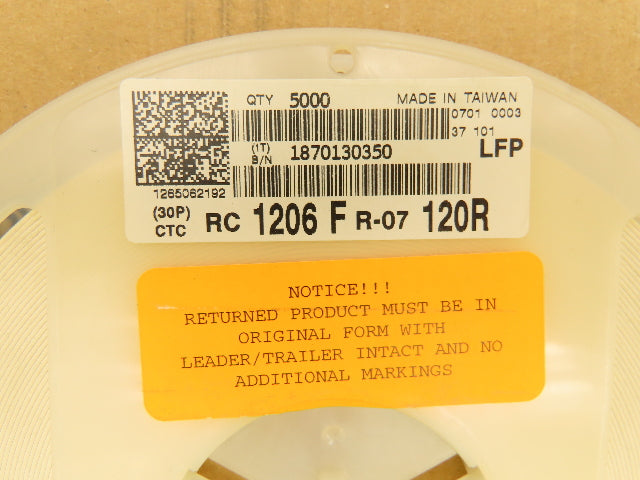 QTY 5000 MADE IN TAIWAN
0701 0003
37 101
(1T)
B/N 1870130350 LFP
1265062192
(30P)
CTC RC 1206 F R-07 120R
NOTICE!!!
RETURNED PRODUCT MUST BE IN
ORIGINAL FORM WITH
LEADER/TRAILER INTACT AND NO
ADDITIONAL MARKINGS